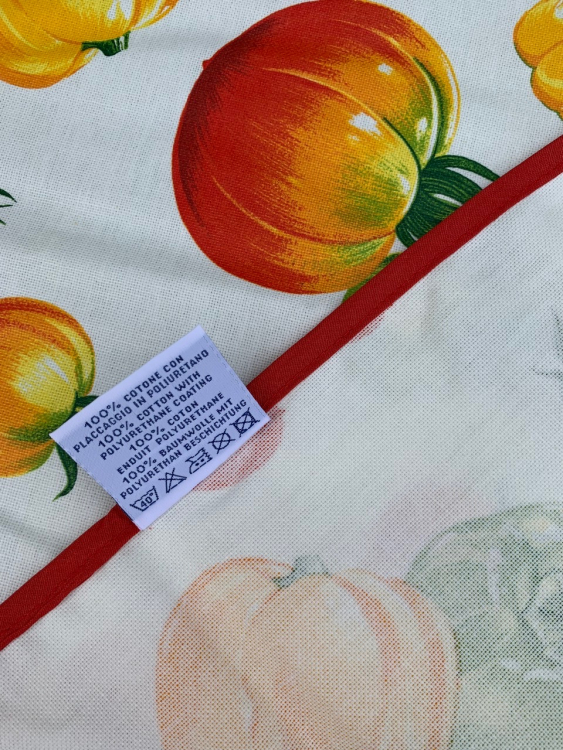 100% COTONE CON
PLACCAGGIO IN POLIURETANO
100% COTTON WITH
POLYURETHANE COATING
100% COTON
ENDUIT POLYURETHANE
100% BAUMWOLLE MIT
POLYURETHAN BESCHICHTUNG
40°